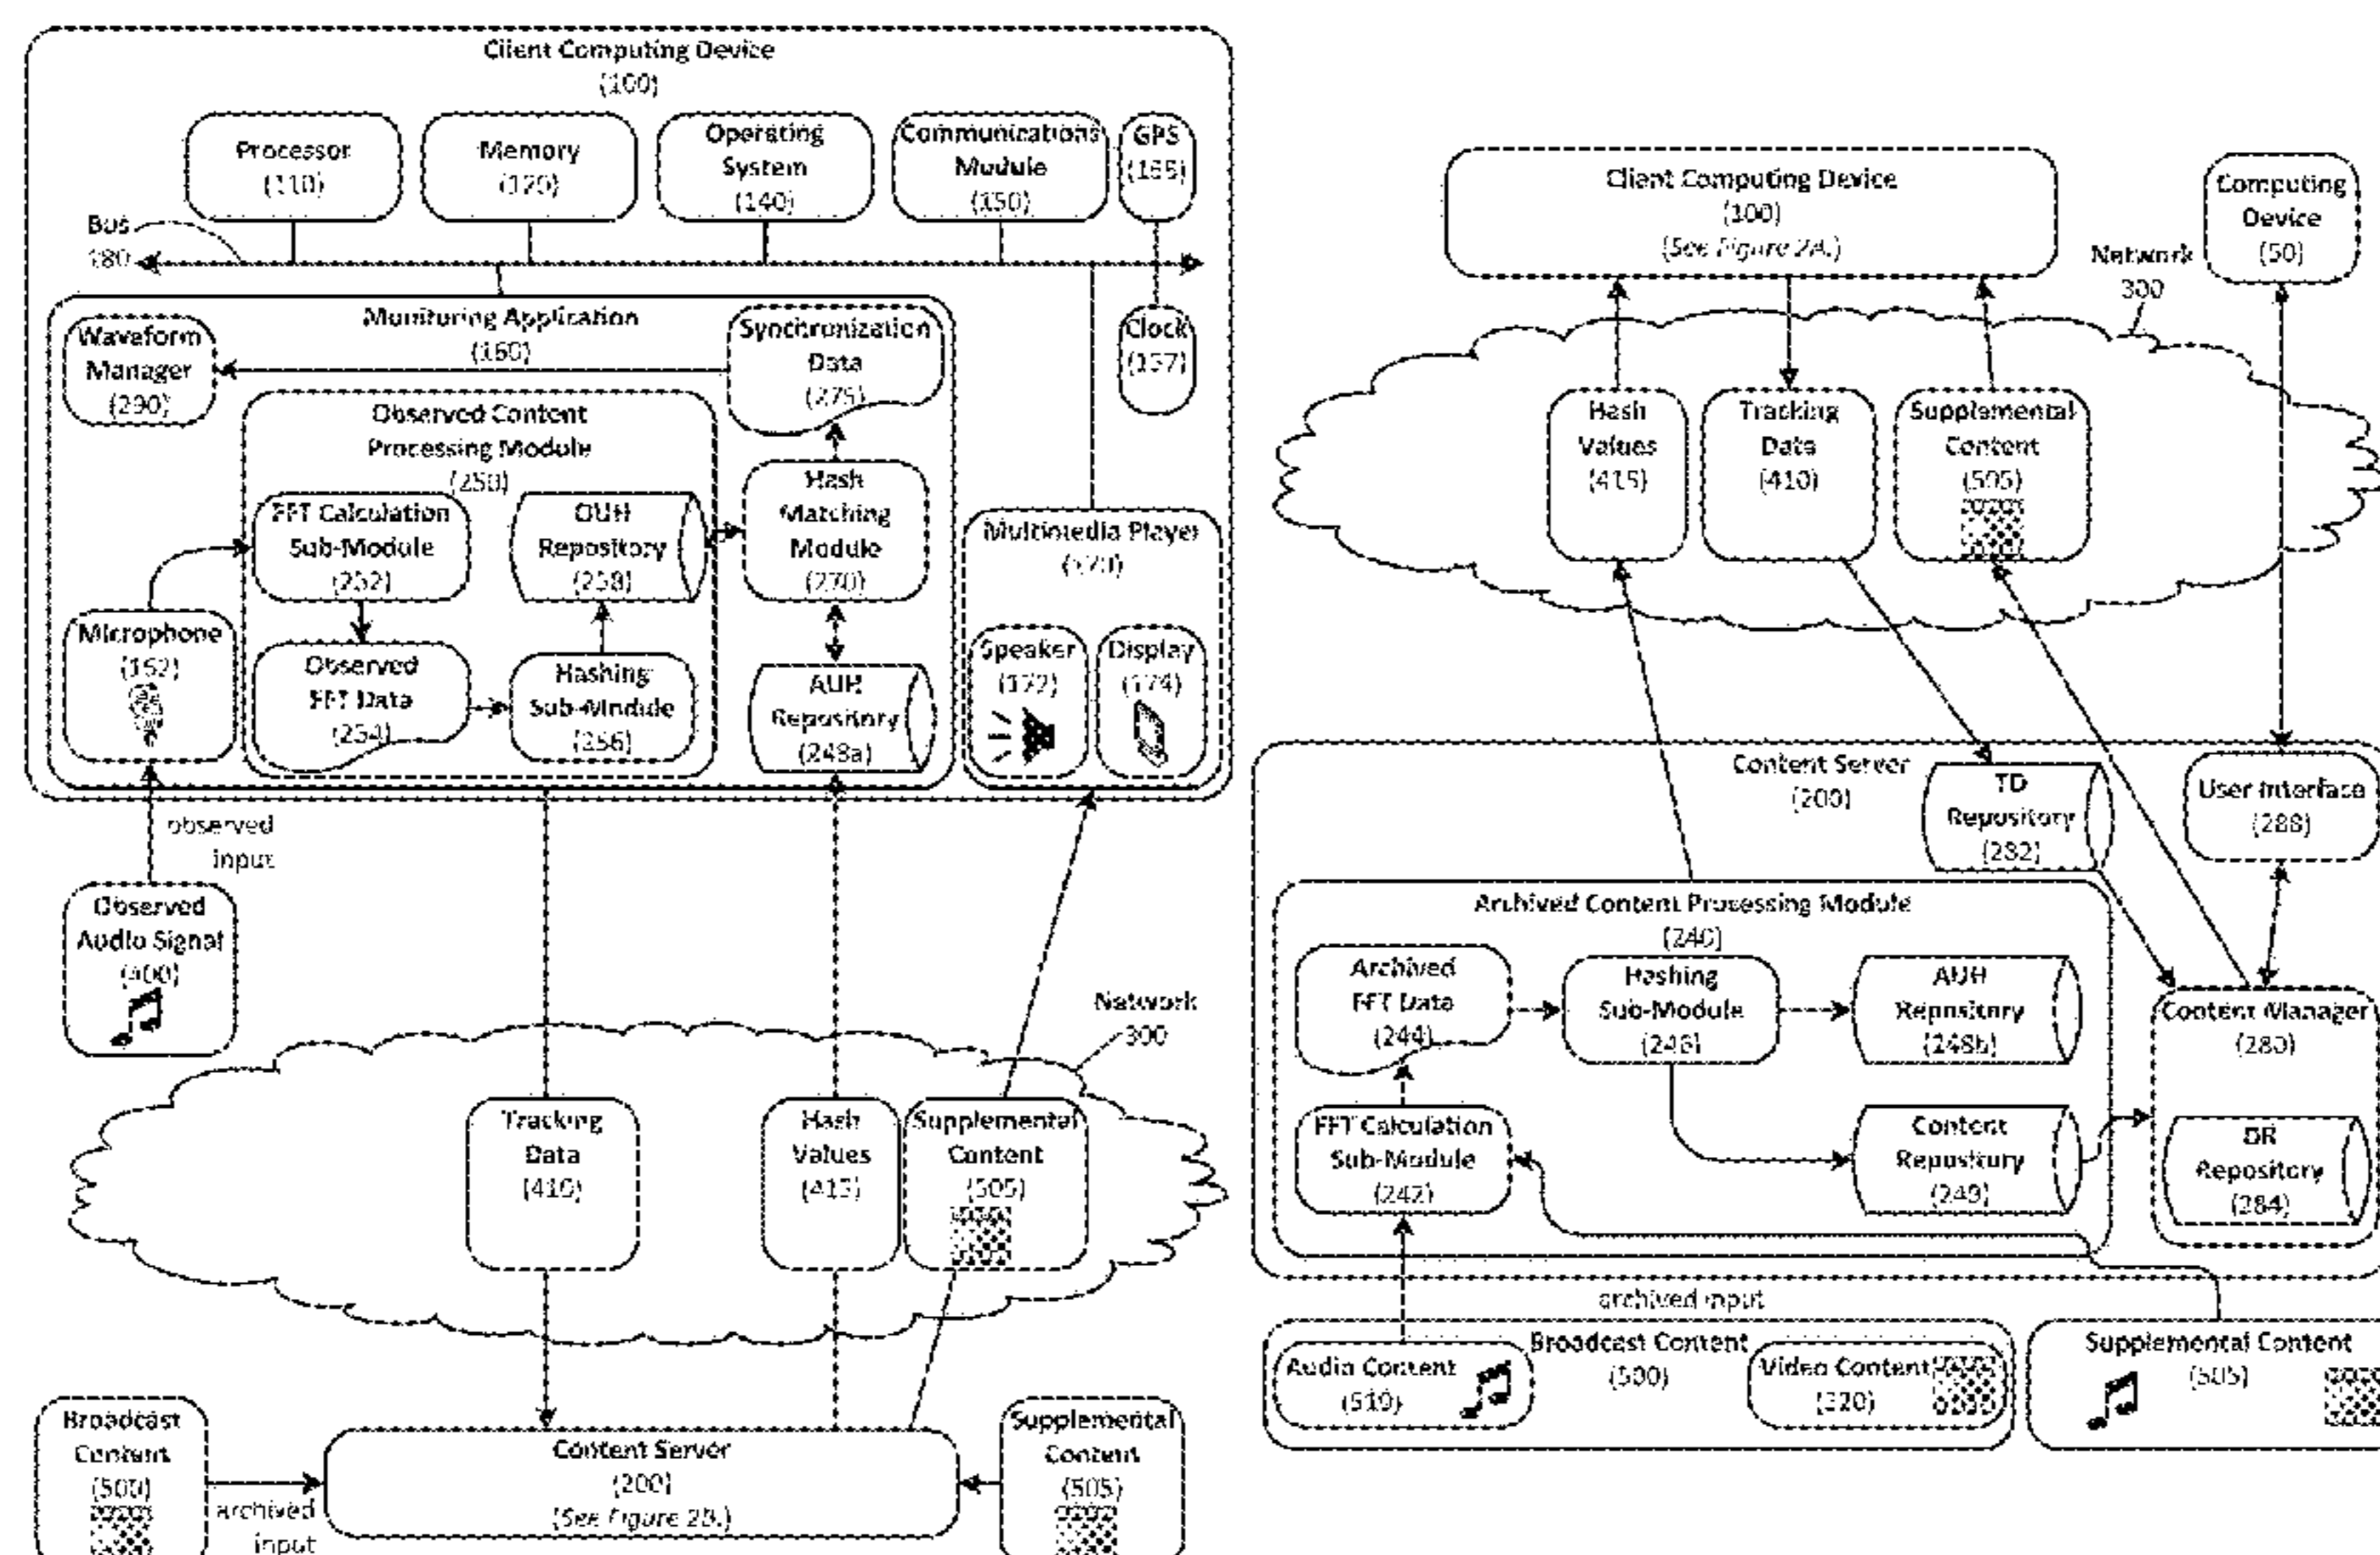 Client Computing Device
(100)
Processor
(110)
Memory
(120)
Operating
System
(140)
Communications
Module
(150)
GPS
(155)
Bus
180
Monitoring Application
(160)
Waveform
Manager
(290)
Synchronization
Data
(275)
Clock
(157)
Observed Content
Processing Module
(250)
FFT Calculation
Sub-Module
(252)
OUH
Repository
(258)
Hash
Matching
Module
(270)
Multimedia Player
(170)
Microphone
(162)
Observed
FFT Data
(254)
Hashing
Sub-Module
(256)
AUH
Repository
(248a)
Speaker
(172)
Display
(174)
observed
input
Observed
Audio Signal
(400)
Network
300
Tracking
Data
(410)
Hash
Values
(415)
Supplemental
Content
(505)
Broadcast
Content
(500)
archived
input
Content Server
(200)
(See Figure 2B.)
Supplemental
Content
(505)
Client Computing Device
(100)
(See Figure 2A.)
Computing
Device
(50)
Network
300
Hash
Values
(415)
Tracking
Data
(410)
Supplemental
Content
(505)
Content Server
(200)
TD
Repository
(282)
User Interface
(288)
Archived Content Processing Module
(240)
Archived
FFT Data
(244)
Hashing
Sub-Module
(246)
AUH
Repository
(248b)
Content Manager
(280)
FFT Calculation
Sub-Module
(242)
Content
Repository
(249)
DR
Repository
(284)
archived input
Broadcast Content
(500)
Audio Content
(510)
Video Content
(520)
Supplemental Content
(505)